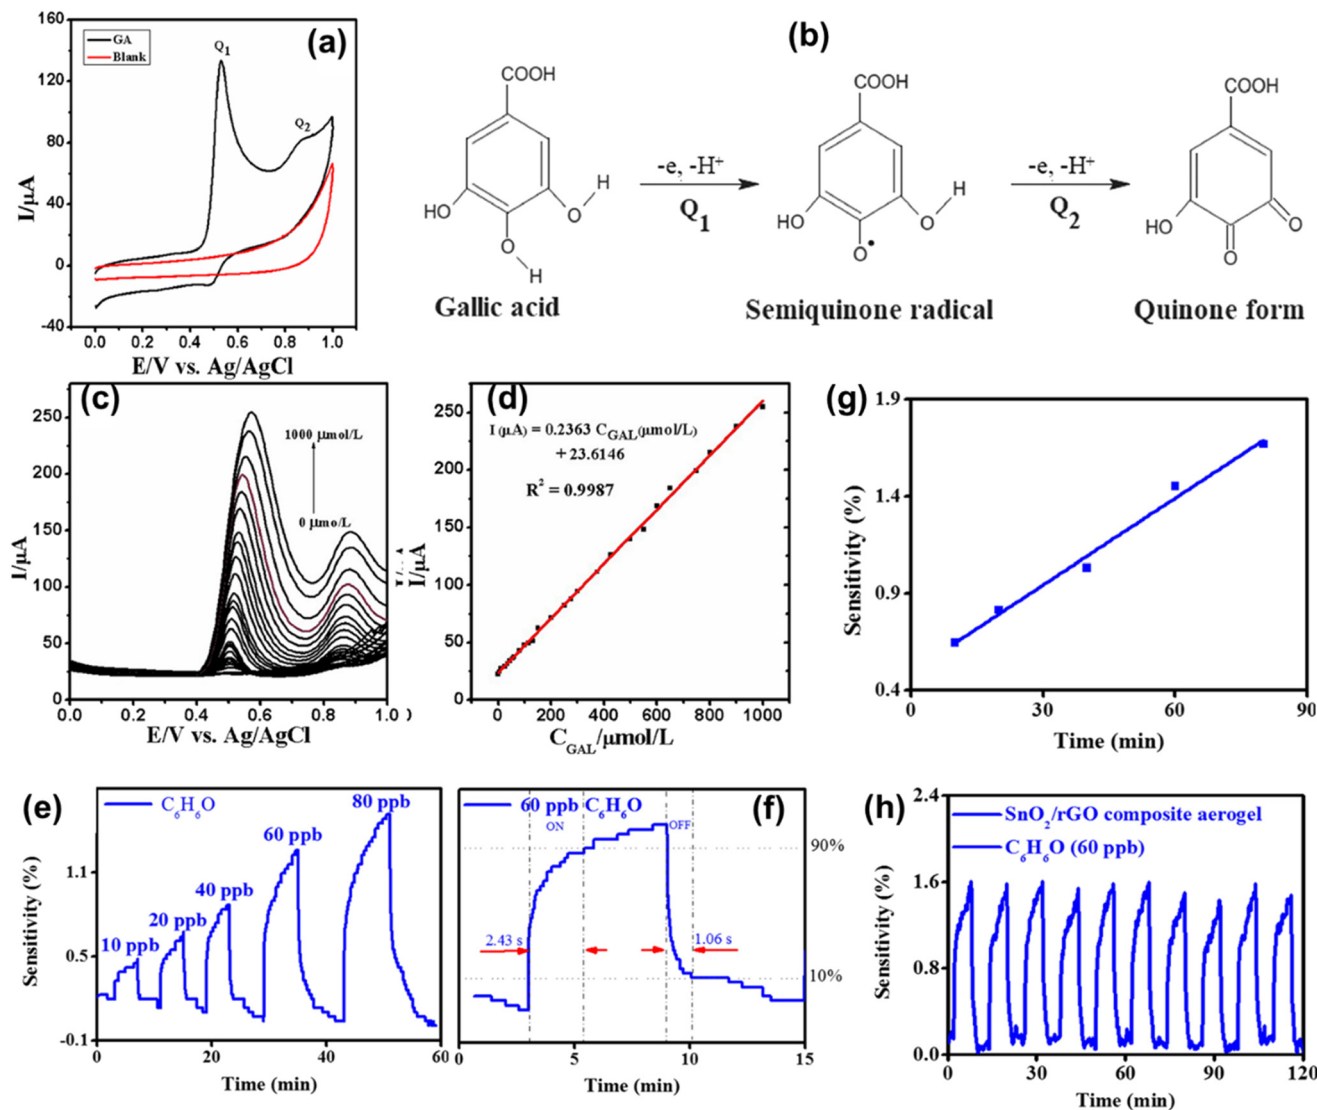 (a)
GA
Blank
Q1
Q2
160
120
80
40
0
-40
I/μA
0.0 0.2 0.4 0.6 0.8 1.0
E/V vs. Ag/AgCl
(b)
COOH
HO
O
H
O
H
Gallic acid
-e, -H⁺
Q1
COOH
HO
O
H
O•
Semiquinone radical
-e, -H⁺
Q2
COOH
HO
O
O
Quinone form
(c)
250
200
150
100
50
0
I/μA
1000 μmol/L
0 μmo/L
0.0 0.2 0.4 0.6 0.8 1.0
E/V vs. Ag/AgCl
(d)
250
200
150
100
50
0
I/μA
I (μA) = 0.2363 C_GAL(μmol/L)
+ 23.6146
R² = 0.9987
0 200 400 600 800 1000
C_GAL/μmol/L
(g)
1.9
1.4
0.9
0.4
Sensitivity (%)
0 30 60 90
Time (min)
(e)
C₆H₆O
10 ppb
20 ppb
40 ppb
60 ppb
80 ppb
1.1
0.5
-0.1
Sensitivity (%)
0 20 40 60
Time (min)
(f)
60 ppb C₆H₆O
ON
OFF
90%
2.43 s
1.06 s
10%
0 5 10 15
Time (min)
(h)
SnO₂/rGO composite aerogel
C₆H₆O (60 ppb)
2.4
1.6
0.8
0.0
Sensitivity (%)
0 30 60 90 120
Time (min)